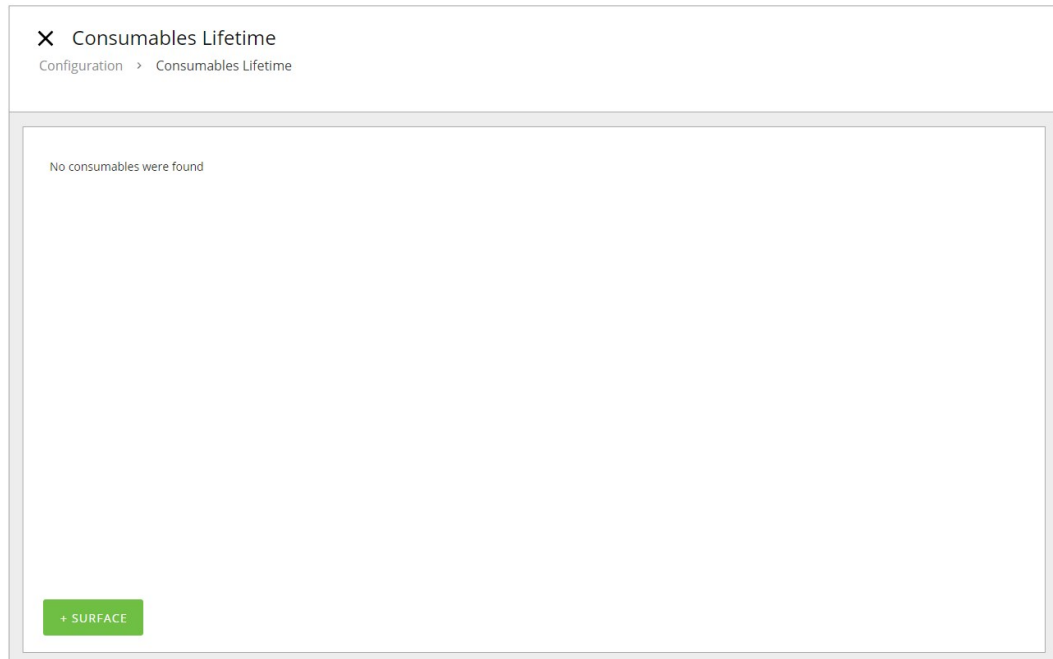 Consumables Lifetime
Configuration > Consumables Lifetime
No consumables were found
+ SURFACE